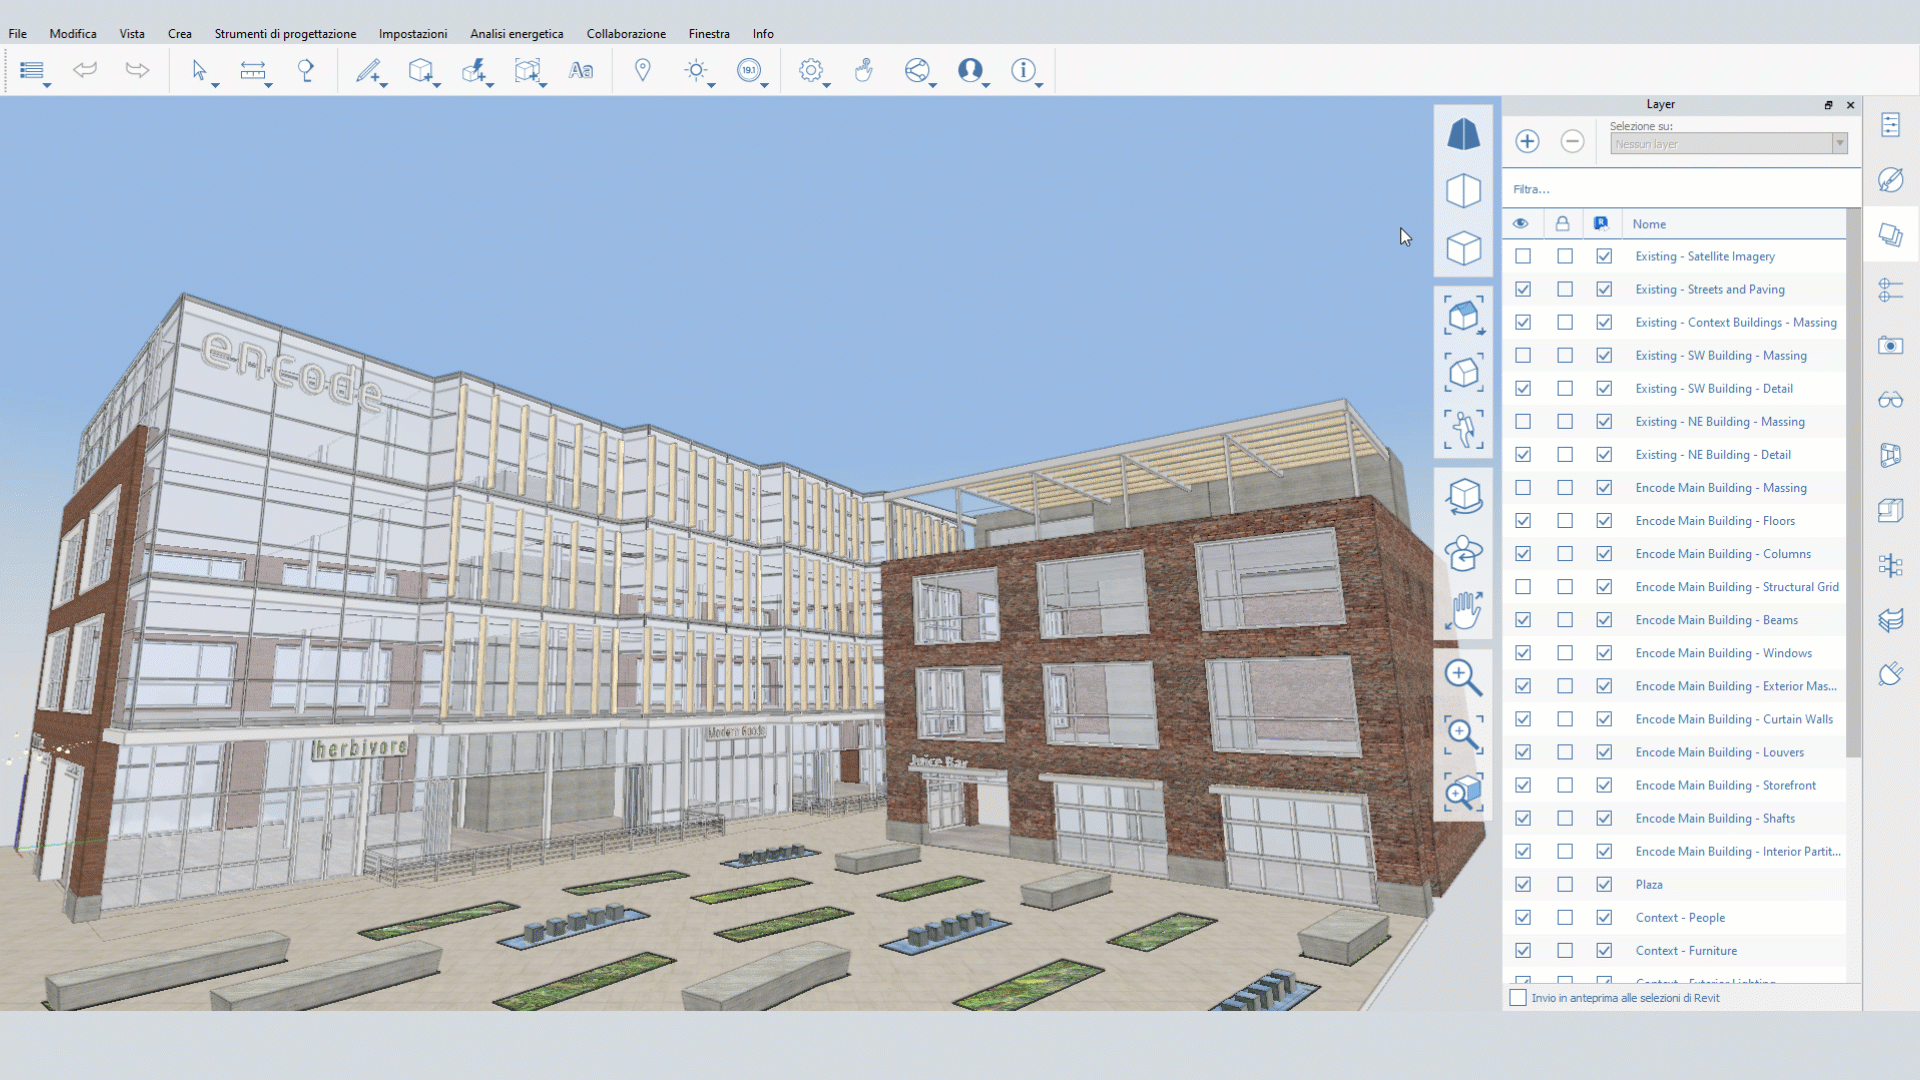 File Modifica Vista Crea Strumenti di progettazione Impostazioni Analisi energetica Collaborazione Finestra Info
Aa
19.1
Layer
Selezione su:
Nessun layer
Filtra...
Nome
Existing - Satellite Imagery
Existing - Streets and Paving
Existing - Context Buildings - Massing
Existing - SW Building - Massing
Existing - SW Building - Detail
Existing - NE Building - Massing
Existing - NE Building - Detail
Encode Main Building - Massing
Encode Main Building - Floors
Encode Main Building - Columns
Encode Main Building - Structural Grid
Encode Main Building - Beams
Encode Main Building - Windows
Encode Main Building - Exterior Mas...
Encode Main Building - Curtain Walls
Encode Main Building - Louvers
Encode Main Building - Storefront
Encode Main Building - Shafts
Encode Main Building - Interior Partit...
Plaza
Context - People
Context - Furniture
Context - Exterior Lighting
Invio in anteprima alle selezioni di Revit
encode
herbivore
Modern Goods
Juice Bar